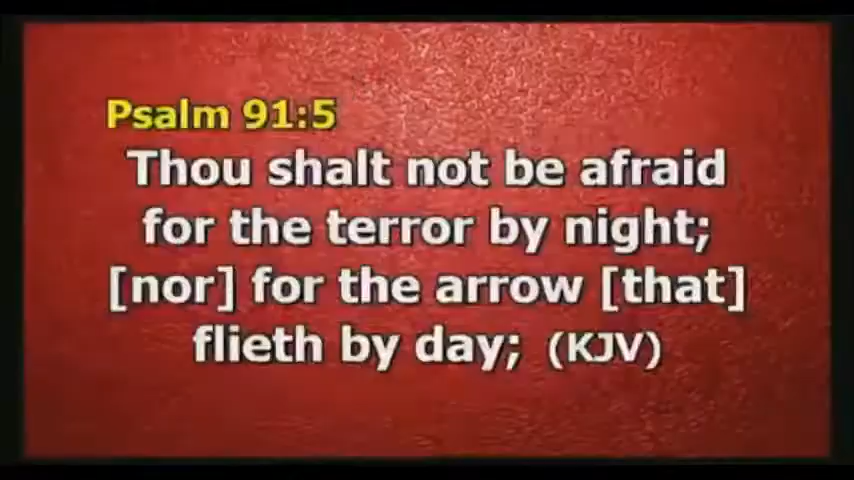 Psalm 91:5
Thou shalt not be afraid
for the terror by night;
[nor] for the arrow [that]
flieth by day; (KJV)